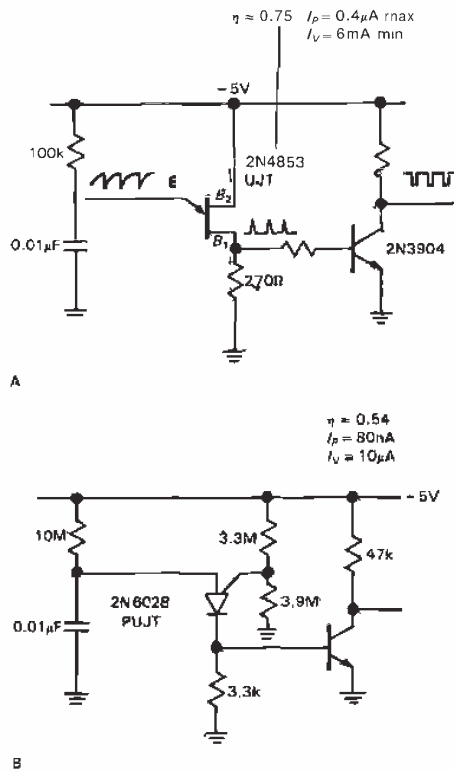 η ≈ 0.75 I_P = 0.4μA max
I_V = 6mA min
-5V
100k
2N4853
UJT
E
B₂
B₁
0.01μF
270Ω
2N3904
A
η = 0.54
I_P = 80nA
I_V = 10μA
-5V
10M
3.3M
47k
2N6028
PUJT
3.9M
0.01μF
3.3k
B